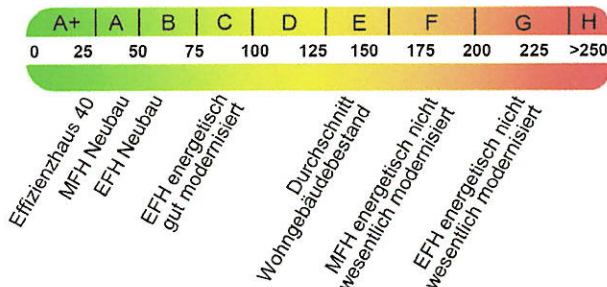 A+ A B C D E F G H
0 25 50 75 100 125 150 175 200 225 >250
Effizienzhaus 40
MFH Neubau
EFH Neubau
EFH energetisch
gut modernisiert
Durchschnitt
Wohngebäudebestand
MFH energetisch nicht
wesentlich modernisiert
EFH energetisch nicht
wesentlich modernisiert